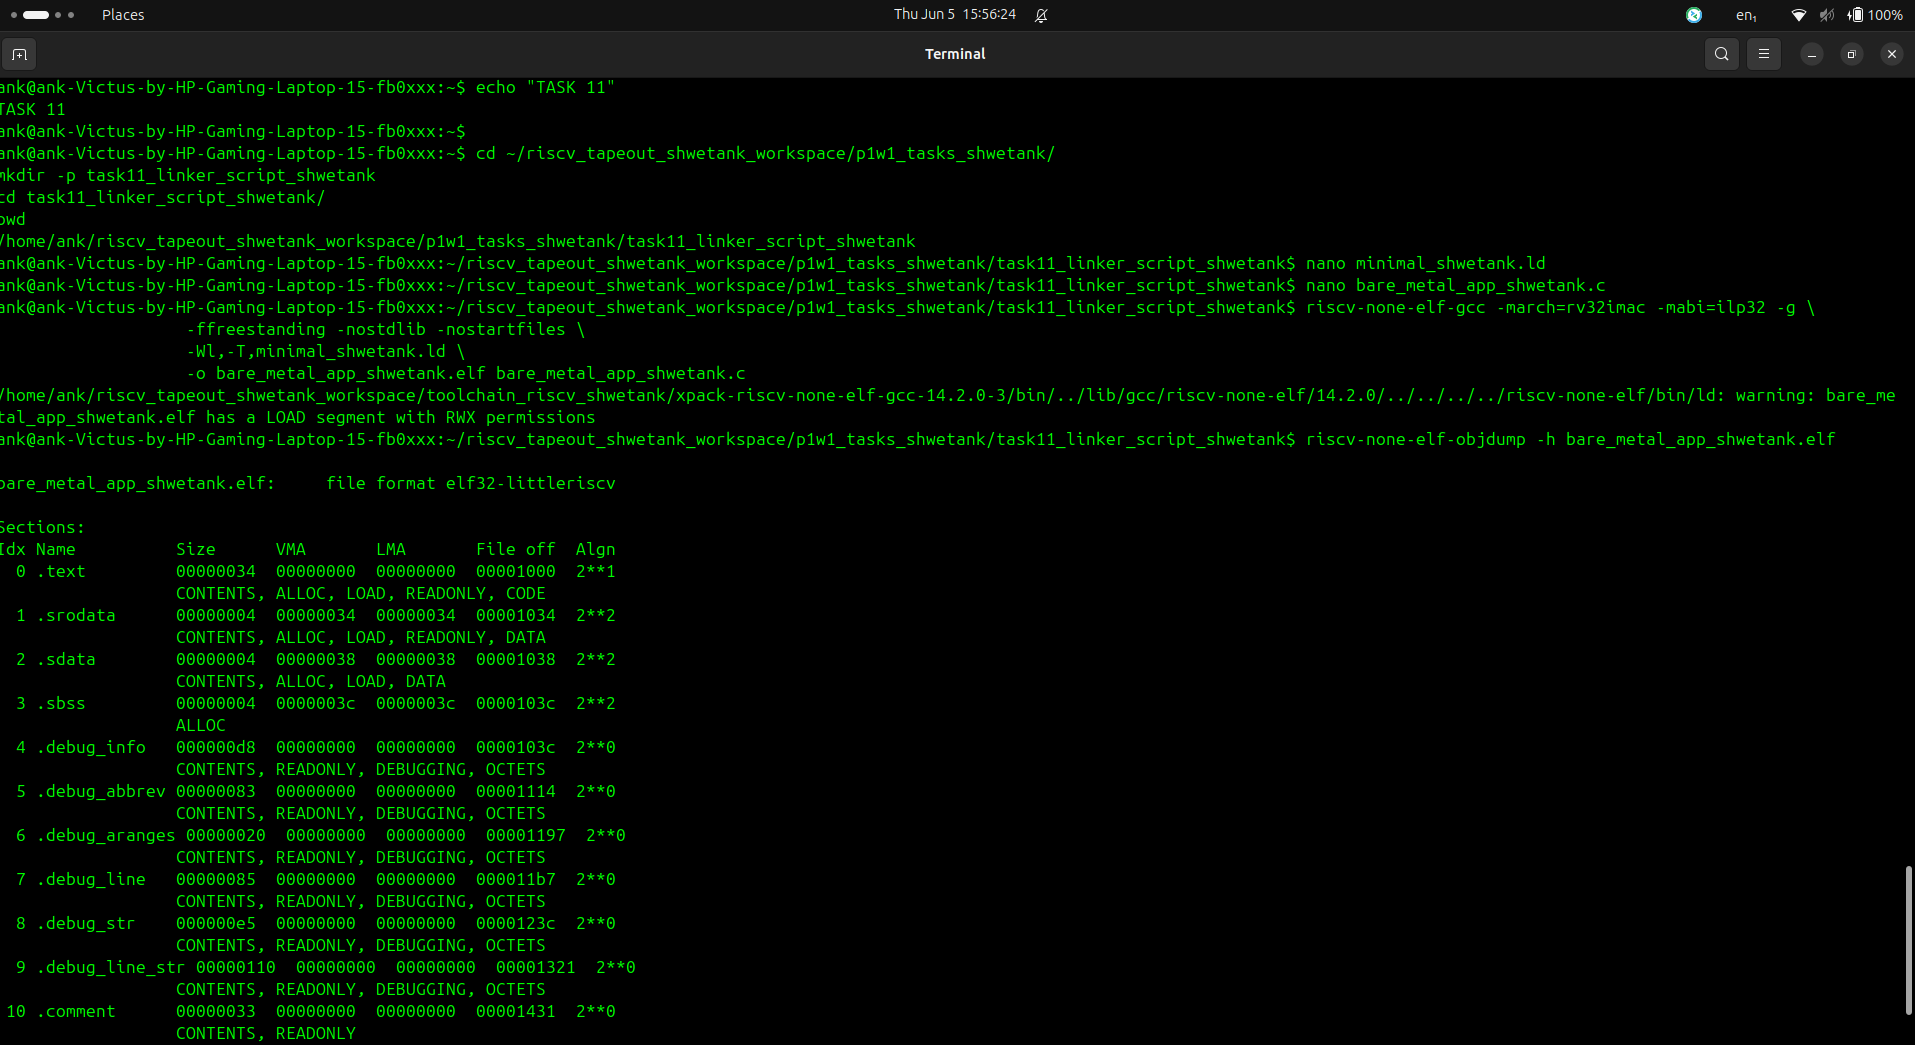 Places
Thu Jun 5 15:56:24
en₁
100%
Terminal
ank@ank-Victus-by-HP-Gaming-Laptop-15-fb0xxx:~$ echo "TASK 11"
TASK 11
ank@ank-Victus-by-HP-Gaming-Laptop-15-fb0xxx:~$
ank@ank-Victus-by-HP-Gaming-Laptop-15-fb0xxx:~$ cd ~/riscv_tapeout_shwetank_workspace/p1w1_tasks_shwetank/
mkdir -p task11_linker_script_shwetank
cd task11_linker_script_shwetank/
pwd
/home/ank/riscv_tapeout_shwetank_workspace/p1w1_tasks_shwetank/task11_linker_script_shwetank
ank@ank-Victus-by-HP-Gaming-Laptop-15-fb0xxx:~/riscv_tapeout_shwetank_workspace/p1w1_tasks_shwetank/task11_linker_script_shwetank$ nano minimal_shwetank.ld
ank@ank-Victus-by-HP-Gaming-Laptop-15-fb0xxx:~/riscv_tapeout_shwetank_workspace/p1w1_tasks_shwetank/task11_linker_script_shwetank$ nano bare_metal_app_shwetank.c
ank@ank-Victus-by-HP-Gaming-Laptop-15-fb0xxx:~/riscv_tapeout_shwetank_workspace/p1w1_tasks_shwetank/task11_linker_script_shwetank$ riscv-none-elf-gcc -march=rv32imac -mabi=ilp32 -g \
-ffreestanding -nostdlib -nostartfiles \
-Wl,-T,minimal_shwetank.ld \
-o bare_metal_app_shwetank.elf bare_metal_app_shwetank.c
/home/ank/riscv_tapeout_shwetank_workspace/toolchain_riscv_shwetank/xpack-riscv-none-elf-gcc-14.2.0-3/bin/../lib/gcc/riscv-none-elf/14.2.0/../../../../riscv-none-elf/bin/ld: warning: bare_me
tal_app_shwetank.elf has a LOAD segment with RWX permissions
ank@ank-Victus-by-HP-Gaming-Laptop-15-fb0xxx:~/riscv_tapeout_shwetank_workspace/p1w1_tasks_shwetank/task11_linker_script_shwetank$ riscv-none-elf-objdump -h bare_metal_app_shwetank.elf
bare_metal_app_shwetank.elf:     file format elf32-littleriscv
Sections:
Idx Name          Size      VMA       LMA       File off  Algn
0 .text         00000034  00000000  00000000  00001000  2**1
CONTENTS, ALLOC, LOAD, READONLY, CODE
1 .srodata      00000004  00000034  00000034  00001034  2**2
CONTENTS, ALLOC, LOAD, READONLY, DATA
2 .sdata        00000004  00000038  00000038  00001038  2**2
CONTENTS, ALLOC, LOAD, DATA
3 .sbss         00000004  0000003c  0000003c  0000103c  2**2
ALLOC
4 .debug_info   000000d8  00000000  00000000  0000103c  2**0
CONTENTS, READONLY, DEBUGGING, OCTETS
5 .debug_abbrev 00000083  00000000  00000000  00001114  2**0
CONTENTS, READONLY, DEBUGGING, OCTETS
6 .debug_aranges 00000020  00000000  00000000  00001197  2**0
CONTENTS, READONLY, DEBUGGING, OCTETS
7 .debug_line   00000085  00000000  00000000  000011b7  2**0
CONTENTS, READONLY, DEBUGGING, OCTETS
8 .debug_str    000000e5  00000000  00000000  0000123c  2**0
CONTENTS, READONLY, DEBUGGING, OCTETS
9 .debug_line_str 00000110  00000000  00000000  00001321  2**0
CONTENTS, READONLY, DEBUGGING, OCTETS
10 .comment      00000033  00000000  00000000  00001431  2**0
CONTENTS, READONLY